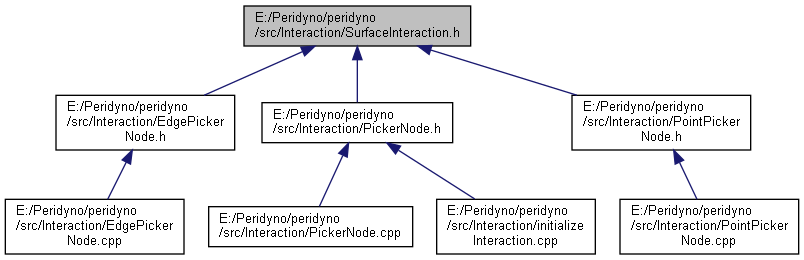 E:/Peridyno/peridyno
/src/Interaction/SurfaceInteraction.h
E:/Peridyno/peridyno
/src/Interaction/EdgePicker
Node.h
E:/Peridyno/peridyno
/src/Interaction/PickerNode.h
E:/Peridyno/peridyno
/src/Interaction/PointPicker
Node.h
E:/Peridyno/peridyno
/src/Interaction/EdgePicker
Node.cpp
E:/Peridyno/peridyno
/src/Interaction/PickerNode.cpp
E:/Peridyno/peridyno
/src/Interaction/initialize
Interaction.cpp
E:/Peridyno/peridyno
/src/Interaction/PointPicker
Node.cpp